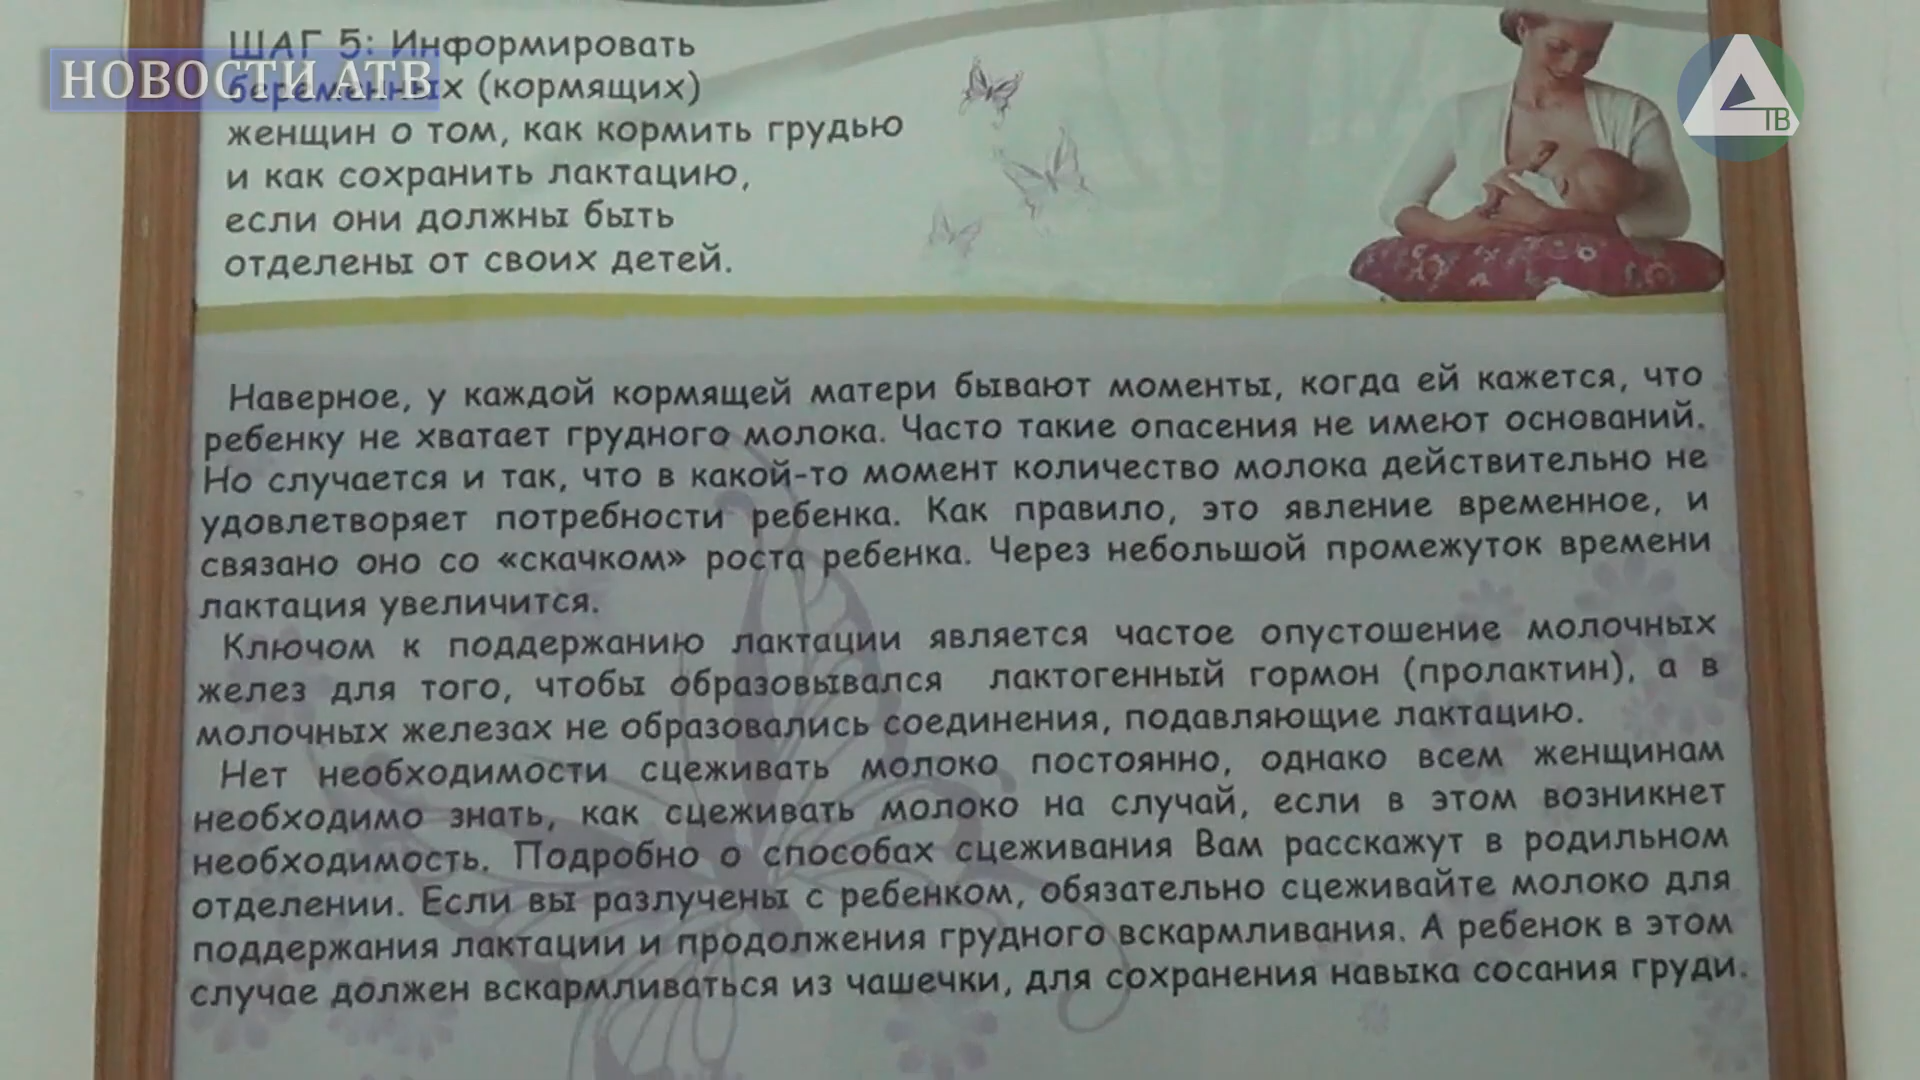 ШАГ 5: Информировать
НОВОСТИ АТВ
беременных (кормящих)
женщин о том, как кормить грудью
и как сохранить лактацию,
если они должны быть
отделены от своих детей.
ТВ
Наверное, у каждой кормящей матери бывают моменты, когда ей кажется, что
ребенку не хватает грудного молока. Часто такие опасения не имеют оснований.
Но случается и так, что в какой-то момент количество молока действительно не
удовлетворяет потребности ребенка. Как правило, это явление временное, и
связано оно со «скачком» роста ребенка. Через небольшой промежуток времени
лактация увеличится.
Ключом к поддержанию лактации является частое опустошение молочных
желез для того, чтобы образовывался лактогенный гормон (пролактин), а в
молочных железах не образовались соединения, подавляющие лактацию.
Нет необходимости сцеживать молоко постоянно, однако всем женщинам
необходимо знать, как сцеживать молоко на случай, если в этом возникнет
необходимость. Подробно о способах сцеживания Вам расскажут в родильном
отделении. Если вы разлучены с ребенком, обязательно сцеживайте молоко для
поддержания лактации и продолжения грудного вскармливания. А ребенок в этом
случае должен вскармливаться из чашечки, для сохранения навыка сосания груди.